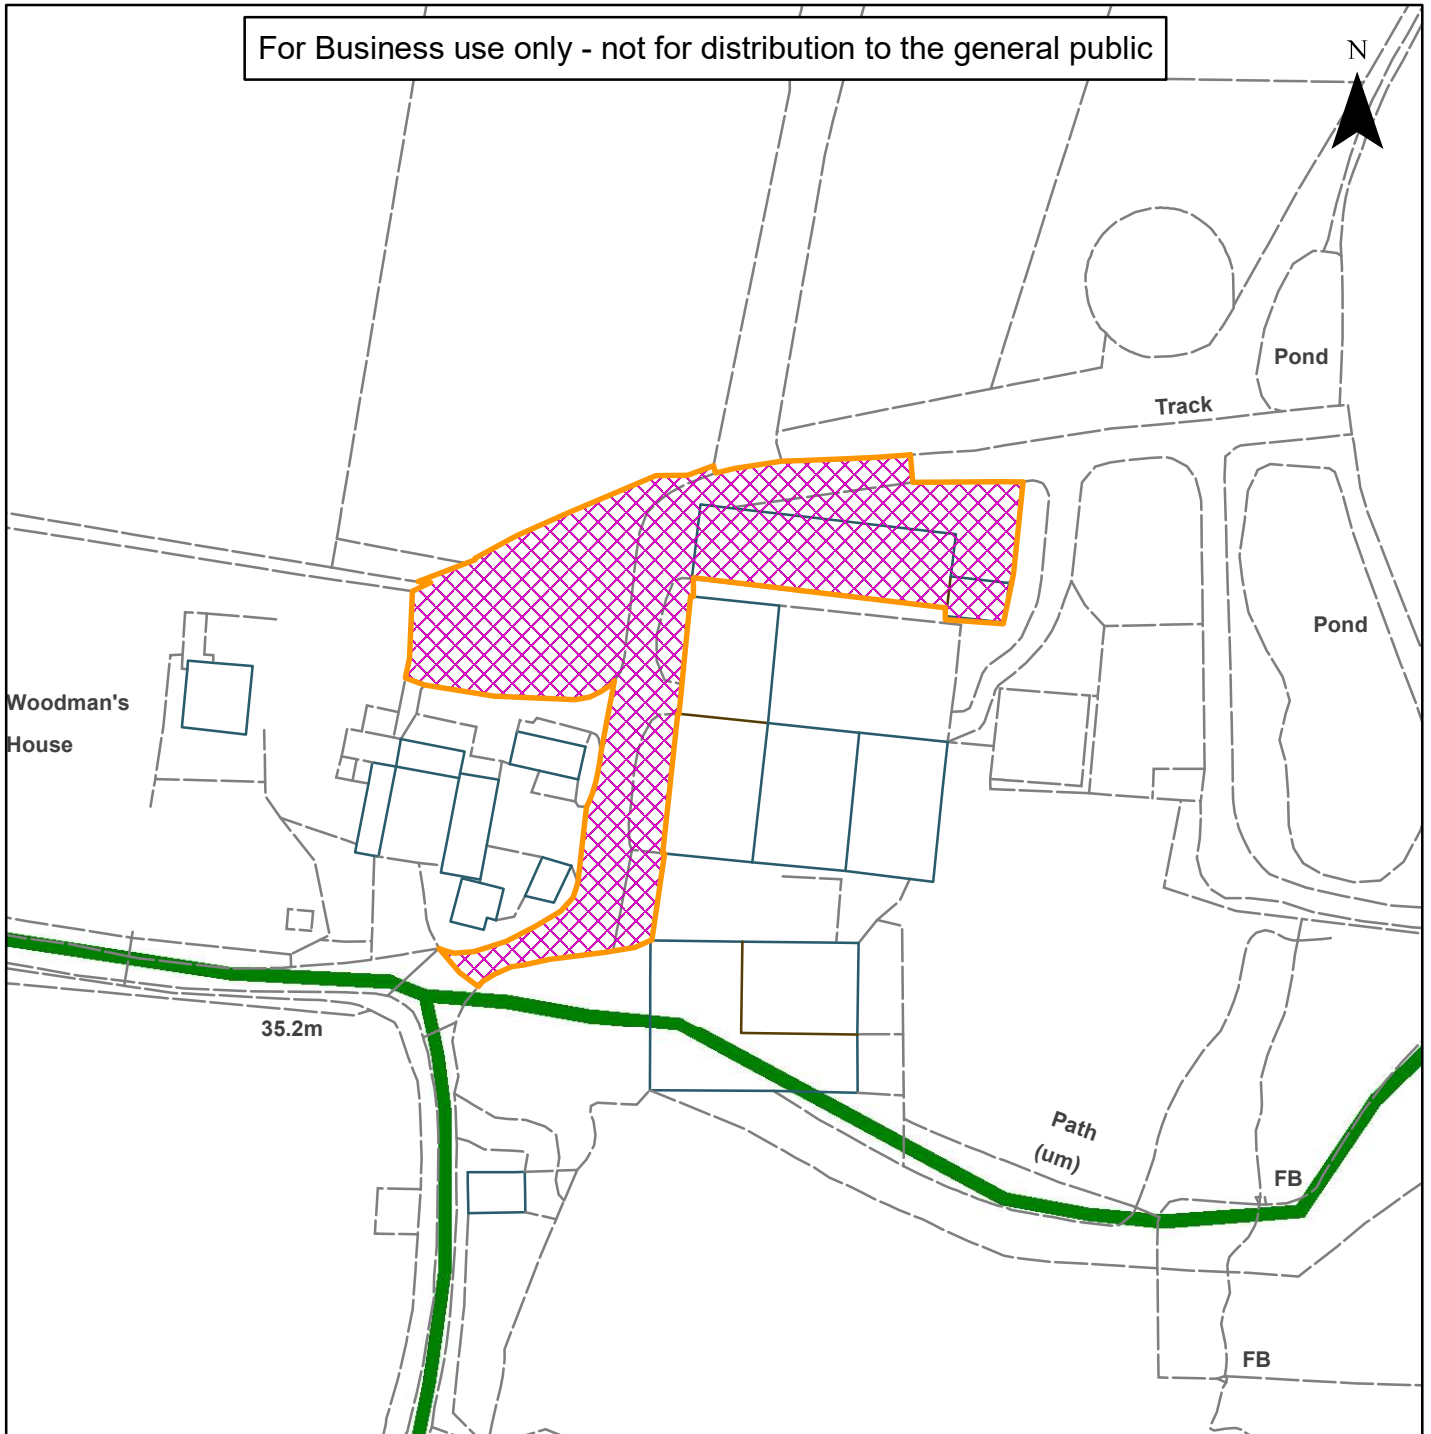 For Business use only - not for distribution to the general public
N
Pond
Track
Pond
Woodman's
House
35.2m
Path
(um)
FB
FB